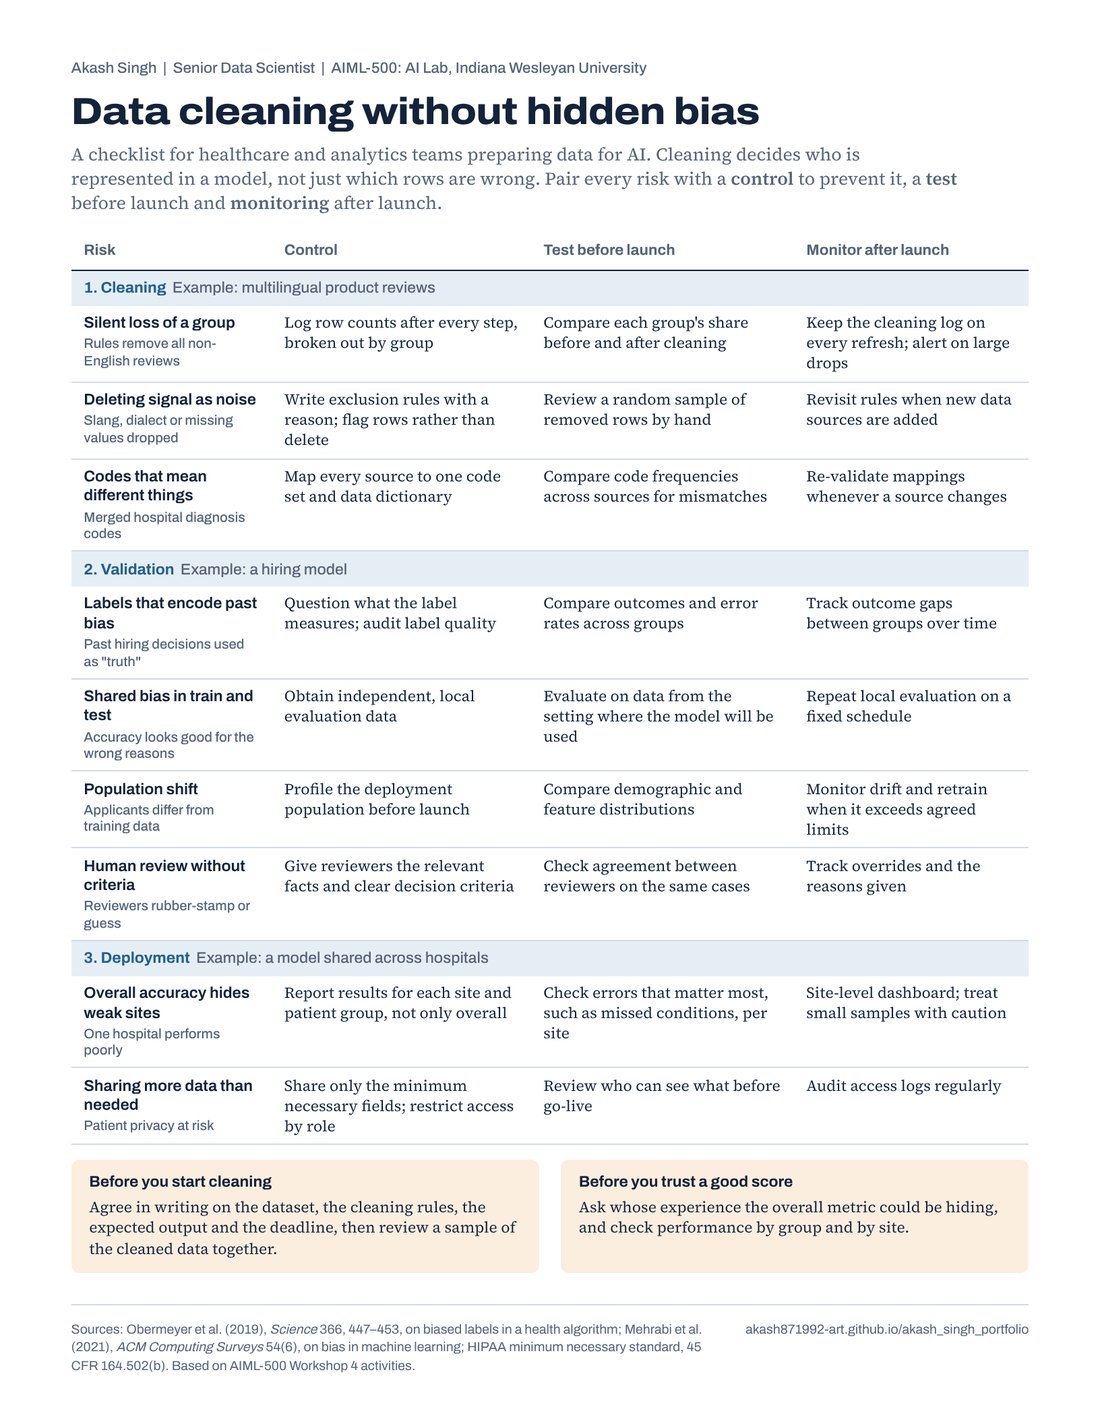 Akash Singh | Senior Data Scientist | AIML-500: AI Lab, Indiana Wesleyan University
Data cleaning without hidden bias
A checklist for healthcare and analytics teams preparing data for AI. Cleaning decides who is
represented in a model, not just which rows are wrong. Pair every risk with a control to prevent it, a test
before launch and monitoring after launch.
Risk
Control
Test before launch
Monitor after launch
1. Cleaning Example: multilingual product reviews
Silent loss of a group
Rules remove all non-
English reviews
Log row counts after every step,
broken out by group
Compare each group's share
before and after cleaning
Keep the cleaning log on
every refresh; alert on large
drops
Deleting signal as noise
Slang, dialect or missing
values dropped
Write exclusion rules with a
reason; flag rows rather than
delete
Review a random sample of
removed rows by hand
Revisit rules when new data
sources are added
Codes that mean
different things
Merged hospital diagnosis
codes
Map every source to one code
set and data dictionary
Compare code frequencies
across sources for mismatches
Re-validate mappings
whenever a source changes
2. Validation Example: a hiring model
Labels that encode past
bias
Past hiring decisions used
as "truth"
Question what the label
measures; audit label quality
Compare outcomes and error
rates across groups
Track outcome gaps
between groups over time
Shared bias in train and
test
Accuracy looks good for the
wrong reasons
Obtain independent, local
evaluation data
Evaluate on data from the
setting where the model will be
used
Repeat local evaluation on a
fixed schedule
Population shift
Applicants differ from
training data
Profile the deployment
population before launch
Compare demographic and
feature distributions
Monitor drift and retrain
when it exceeds agreed
limits
Human review without
criteria
Reviewers rubber-stamp or
guess
Give reviewers the relevant
facts and clear decision criteria
Check agreement between
reviewers on the same cases
Track overrides and the
reasons given
3. Deployment Example: a model shared across hospitals
Overall accuracy hides
weak sites
One hospital performs
poorly
Report results for each site and
patient group, not only overall
Check errors that matter most,
such as missed conditions, per
site
Site-level dashboard; treat
small samples with caution
Sharing more data than
needed
Patient privacy at risk
Share only the minimum
necessary fields; restrict access
by role
Review who can see what before
go-live
Audit access logs regularly
Before you start cleaning
Agree in writing on the dataset, the cleaning rules, the
expected output and the deadline, then review a sample of
the cleaned data together.
Before you trust a good score
Ask whose experience the overall metric could be hiding,
and check performance by group and by site.
Sources: Obermeyer et al. (2019), Science 366, 447–453, on biased labels in a health algorithm; Mehrabi et al.
(2021), ACM Computing Surveys 54(6), on bias in machine learning; HIPAA minimum necessary standard, 45
CFR 164.502(b). Based on AIML-500 Workshop 4 activities.
akash871992-art.github.io/akash_singh_portfolio